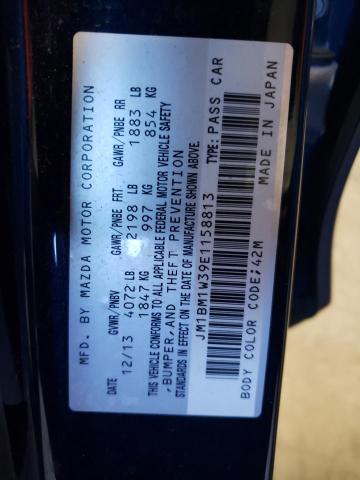 MFD. BY MAZDA MOTOR CORPORATION
DATE GVWR/PNBV GAWR/PNBE FRT. GAWR/PNBE RR
12/13 4072LB 2198 LB 1883 LB
1847 KG 997 KG 854 KG
THIS VEHICLE CONFORMS TO ALL APPLICABLE FEDERAL MOTOR VEHICLE SAFETY
,BUMPER,AND THEFT PREVENTION
STANDARDS IN EFFECT ON THE DATE OF MANUFACTURE SHOWN ABOVE.
JM1BM1W39E1158813 TYPE: PASS CAR
BODY COLOR CODE;42M MADE IN JAPAN